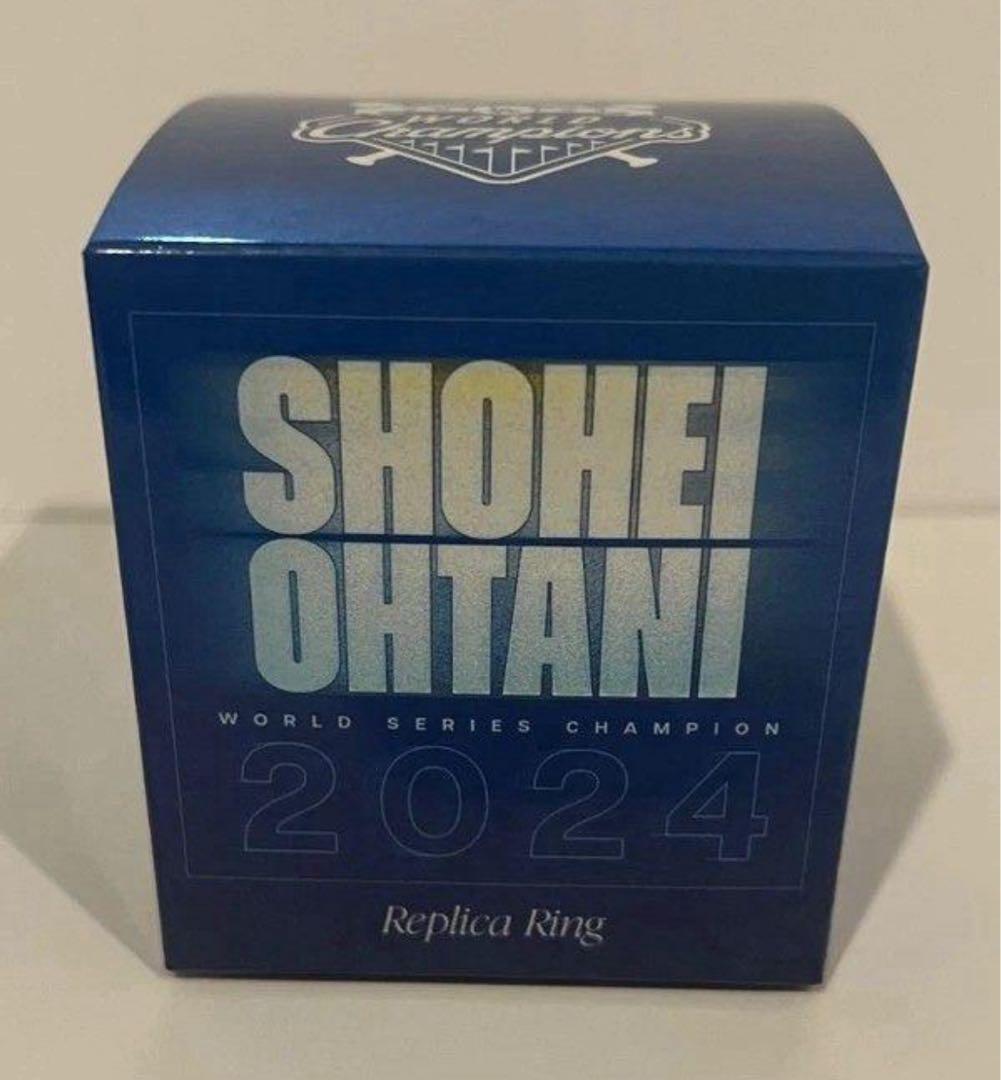 WORLD
Champions
SHOHEI
OHTANI
WORLD SERIES CHAMPION
2024
Replica Ring